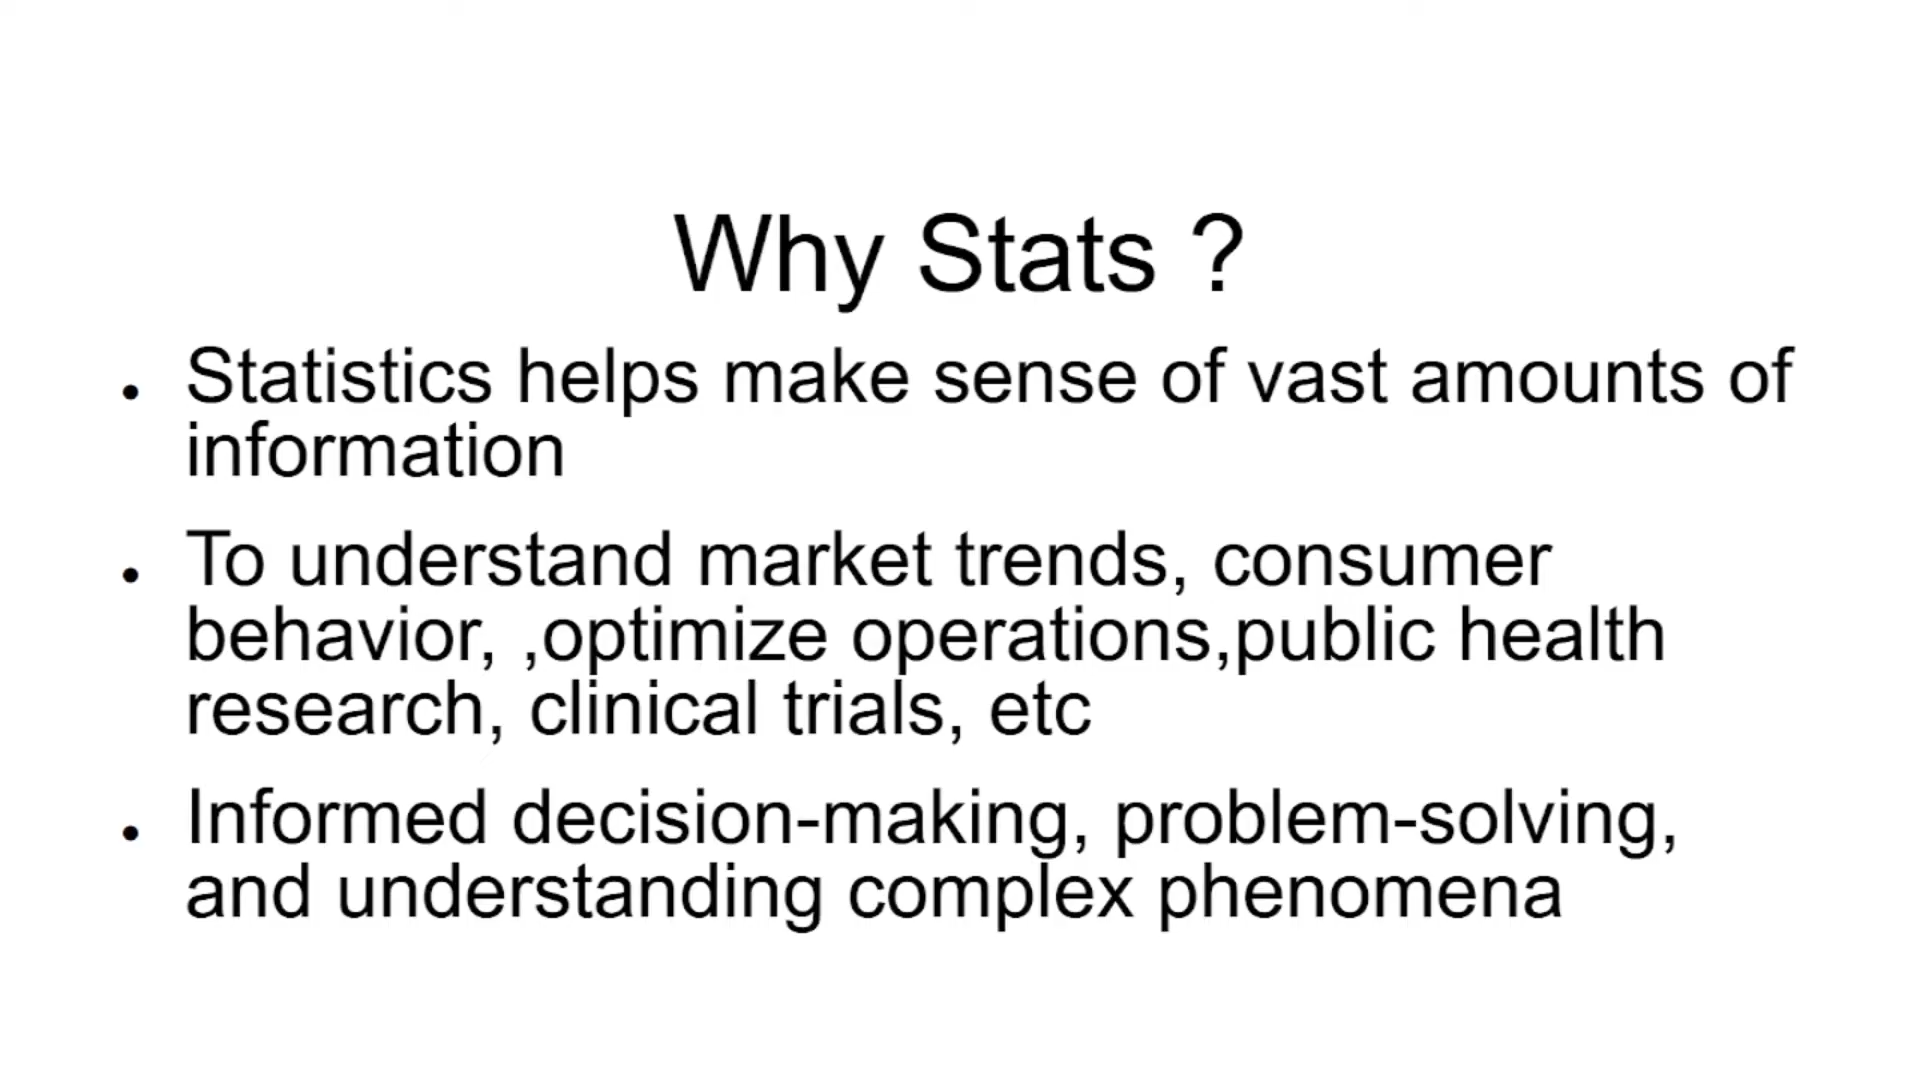 Why Stats ?
• Statistics helps make sense of vast amounts of
information
• To understand market trends, consumer
behavior, ,optimize operations,public health
research, clinical trials, etc
• Informed decision-making, problem-solving,
and understanding complex phenomena